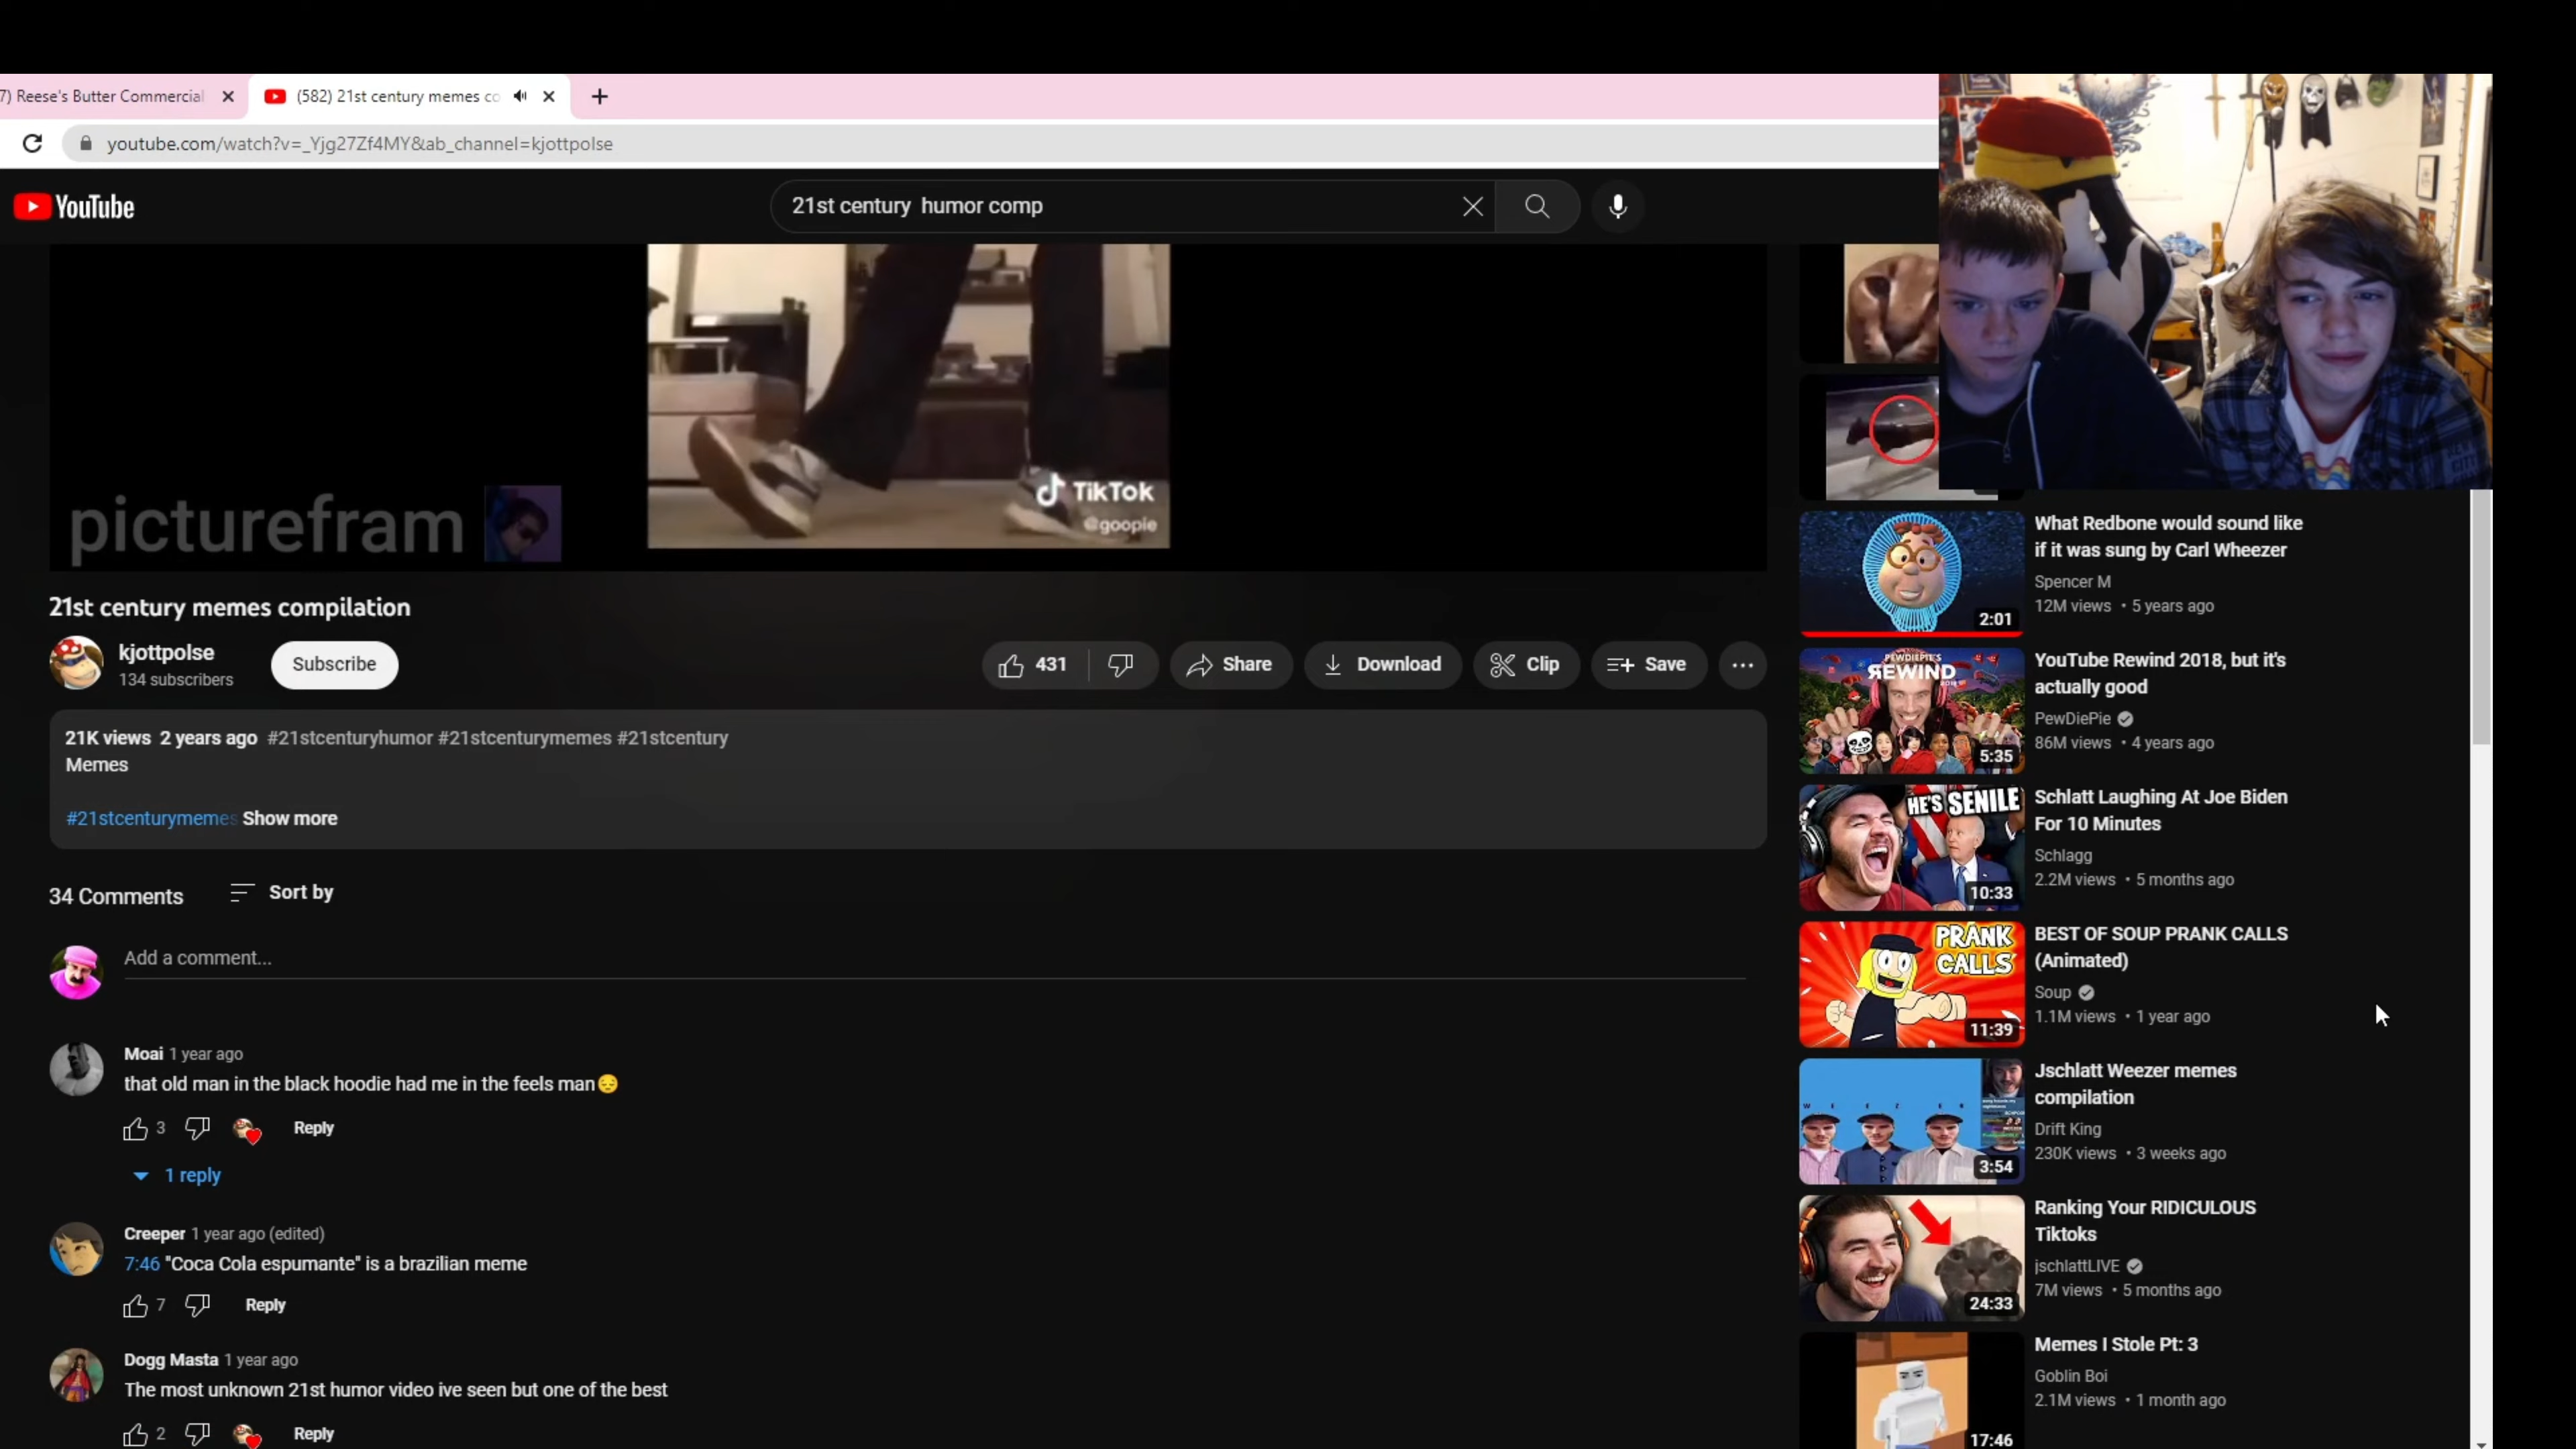 7) Reese's Butter Commercial
(582) 21st century memes co
youtube.com/watch?v=_Yjg27Zf4MY&ab_channel=kjottpolse
YouTube
21st century  humor comp
picturefram
TikTok
@goopie
21st century memes compilation
kjottpolse
134 subscribers
Subscribe
431
Share
Download
Clip
Save
21K views 2 years ago #21stcenturyhumor #21stcenturymemes #21stcentury
Memes
#21stcenturymemes Show more
34 Comments
Sort by
Add a comment...
Moai 1 year ago
that old man in the black hoodie had me in the feels man😔
3
Reply
1 reply
Creeper 1 year ago (edited)
7:46 "Coca Cola espumante" is a brazilian meme
7
Reply
Dogg Masta 1 year ago
The most unknown 21st humor video ive seen but one of the best
2
Reply
2:01
What Redbone would sound like
if it was sung by Carl Wheezer
Spencer M
12M views • 5 years ago
PEWDIEPIE'S
REWIND
2018
5:35
YouTube Rewind 2018, but it's
actually good
PewDiePie
86M views • 4 years ago
HE'S SENILE
10:33
Schlatt Laughing At Joe Biden
For 10 Minutes
Schlagg
2.2M views • 5 months ago
PRANK
CALLS
11:39
BEST OF SOUP PRANK CALLS
(Animated)
Soup
1.1M views • 1 year ago
W E E Z E R
3:54
Jschlatt Weezer memes
compilation
Drift King
230K views • 3 weeks ago
24:33
Ranking Your RIDICULOUS
Tiktoks
jschlattLIVE
7M views • 5 months ago
17:46
Memes I Stole Pt: 3
Goblin Boi
2.1M views • 1 month ago